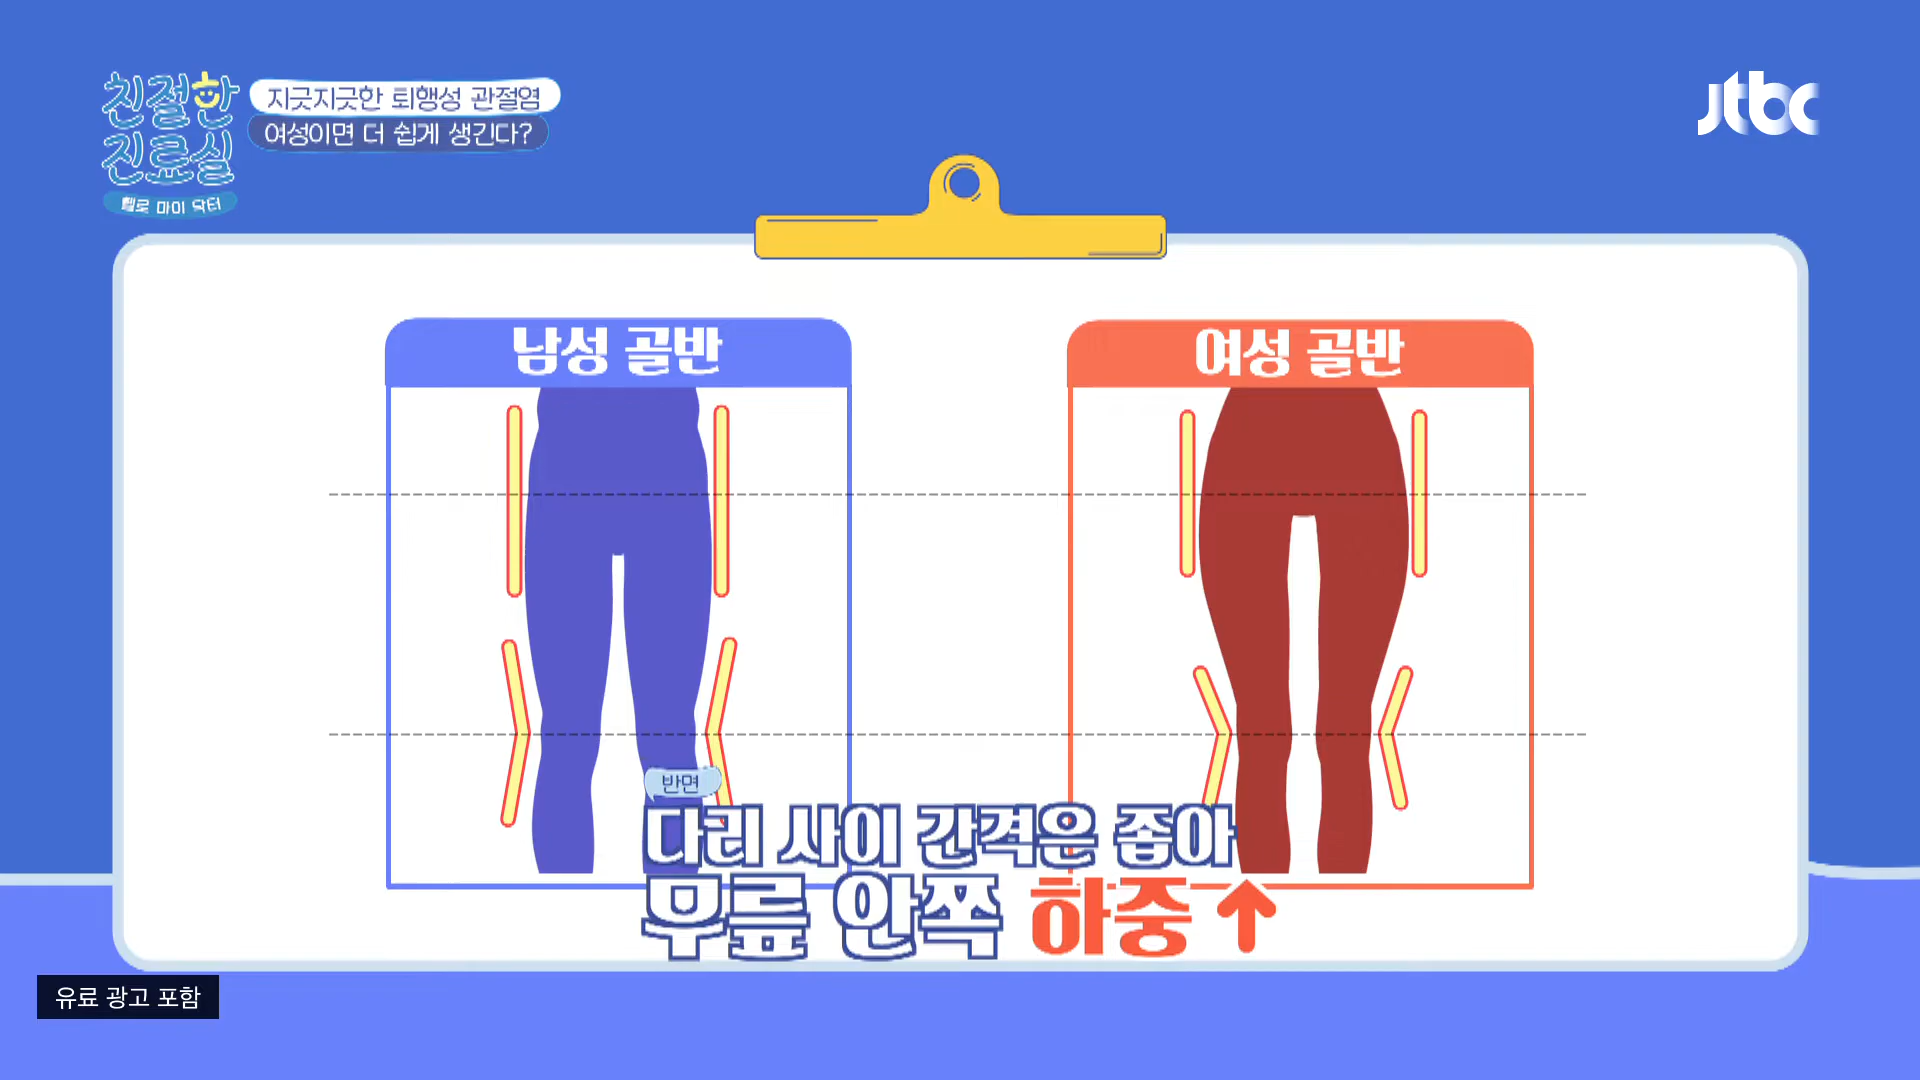 친절한
진료실
헬로 마이 닥터
지긋지긋한 퇴행성 관절염
여성이면 더 쉽게 생긴다?
jtbc
남성 골반
여성 골반
반면
다리 사이 간격은 좁아
무릎 안쪽 하중↑
유료 광고 포함